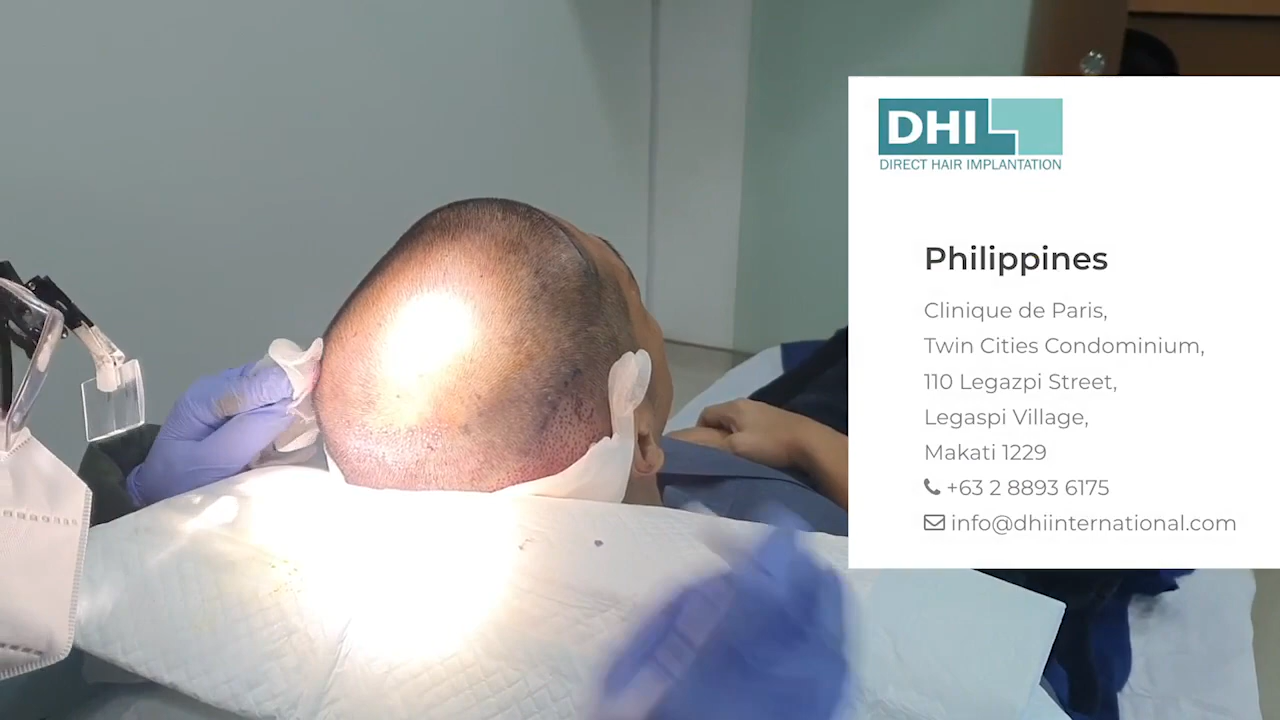 DHI
DIRECT HAIR IMPLANTATION
Philippines
Clinique de Paris,
Twin Cities Condominium,
110 Legazpi Street,
Legaspi Village,
Makati 1229
+63 2 8893 6175
info@dhiinternational.com